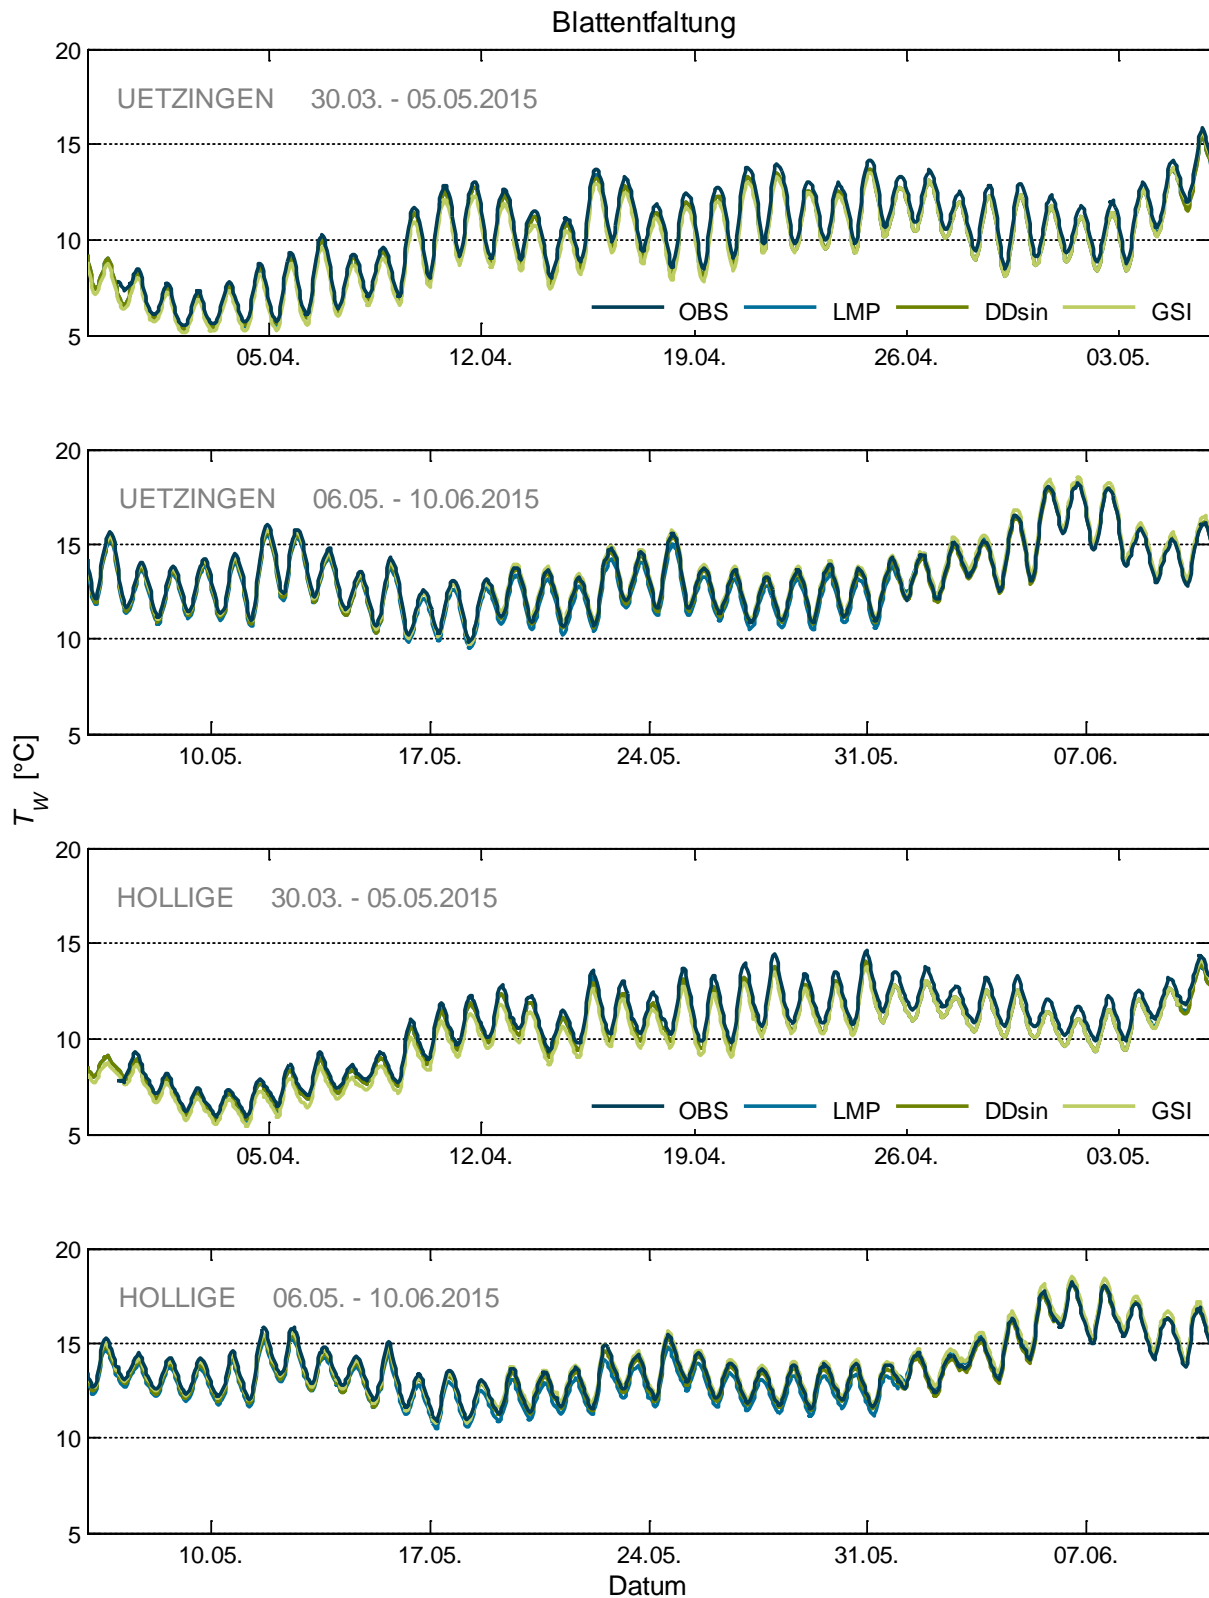 Blattentfaltung
20
UETZINGEN 30.03. - 05.05.2015
15
10
OBS LMP DDsin GSI
5
05.04. 12.04. 19.04. 26.04. 03.05.
20
UETZINGEN 06.05. - 10.06.2015
15
10
5
10.05. 17.05. 24.05. 31.05. 07.06.
T_W [°C]
20
HOLLIGE 30.03. - 05.05.2015
15
10
OBS LMP DDsin GSI
5
05.04. 12.04. 19.04. 26.04. 03.05.
20
HOLLIGE 06.05. - 10.06.2015
15
10
5
10.05. 17.05. 24.05. 31.05. 07.06.
Datum